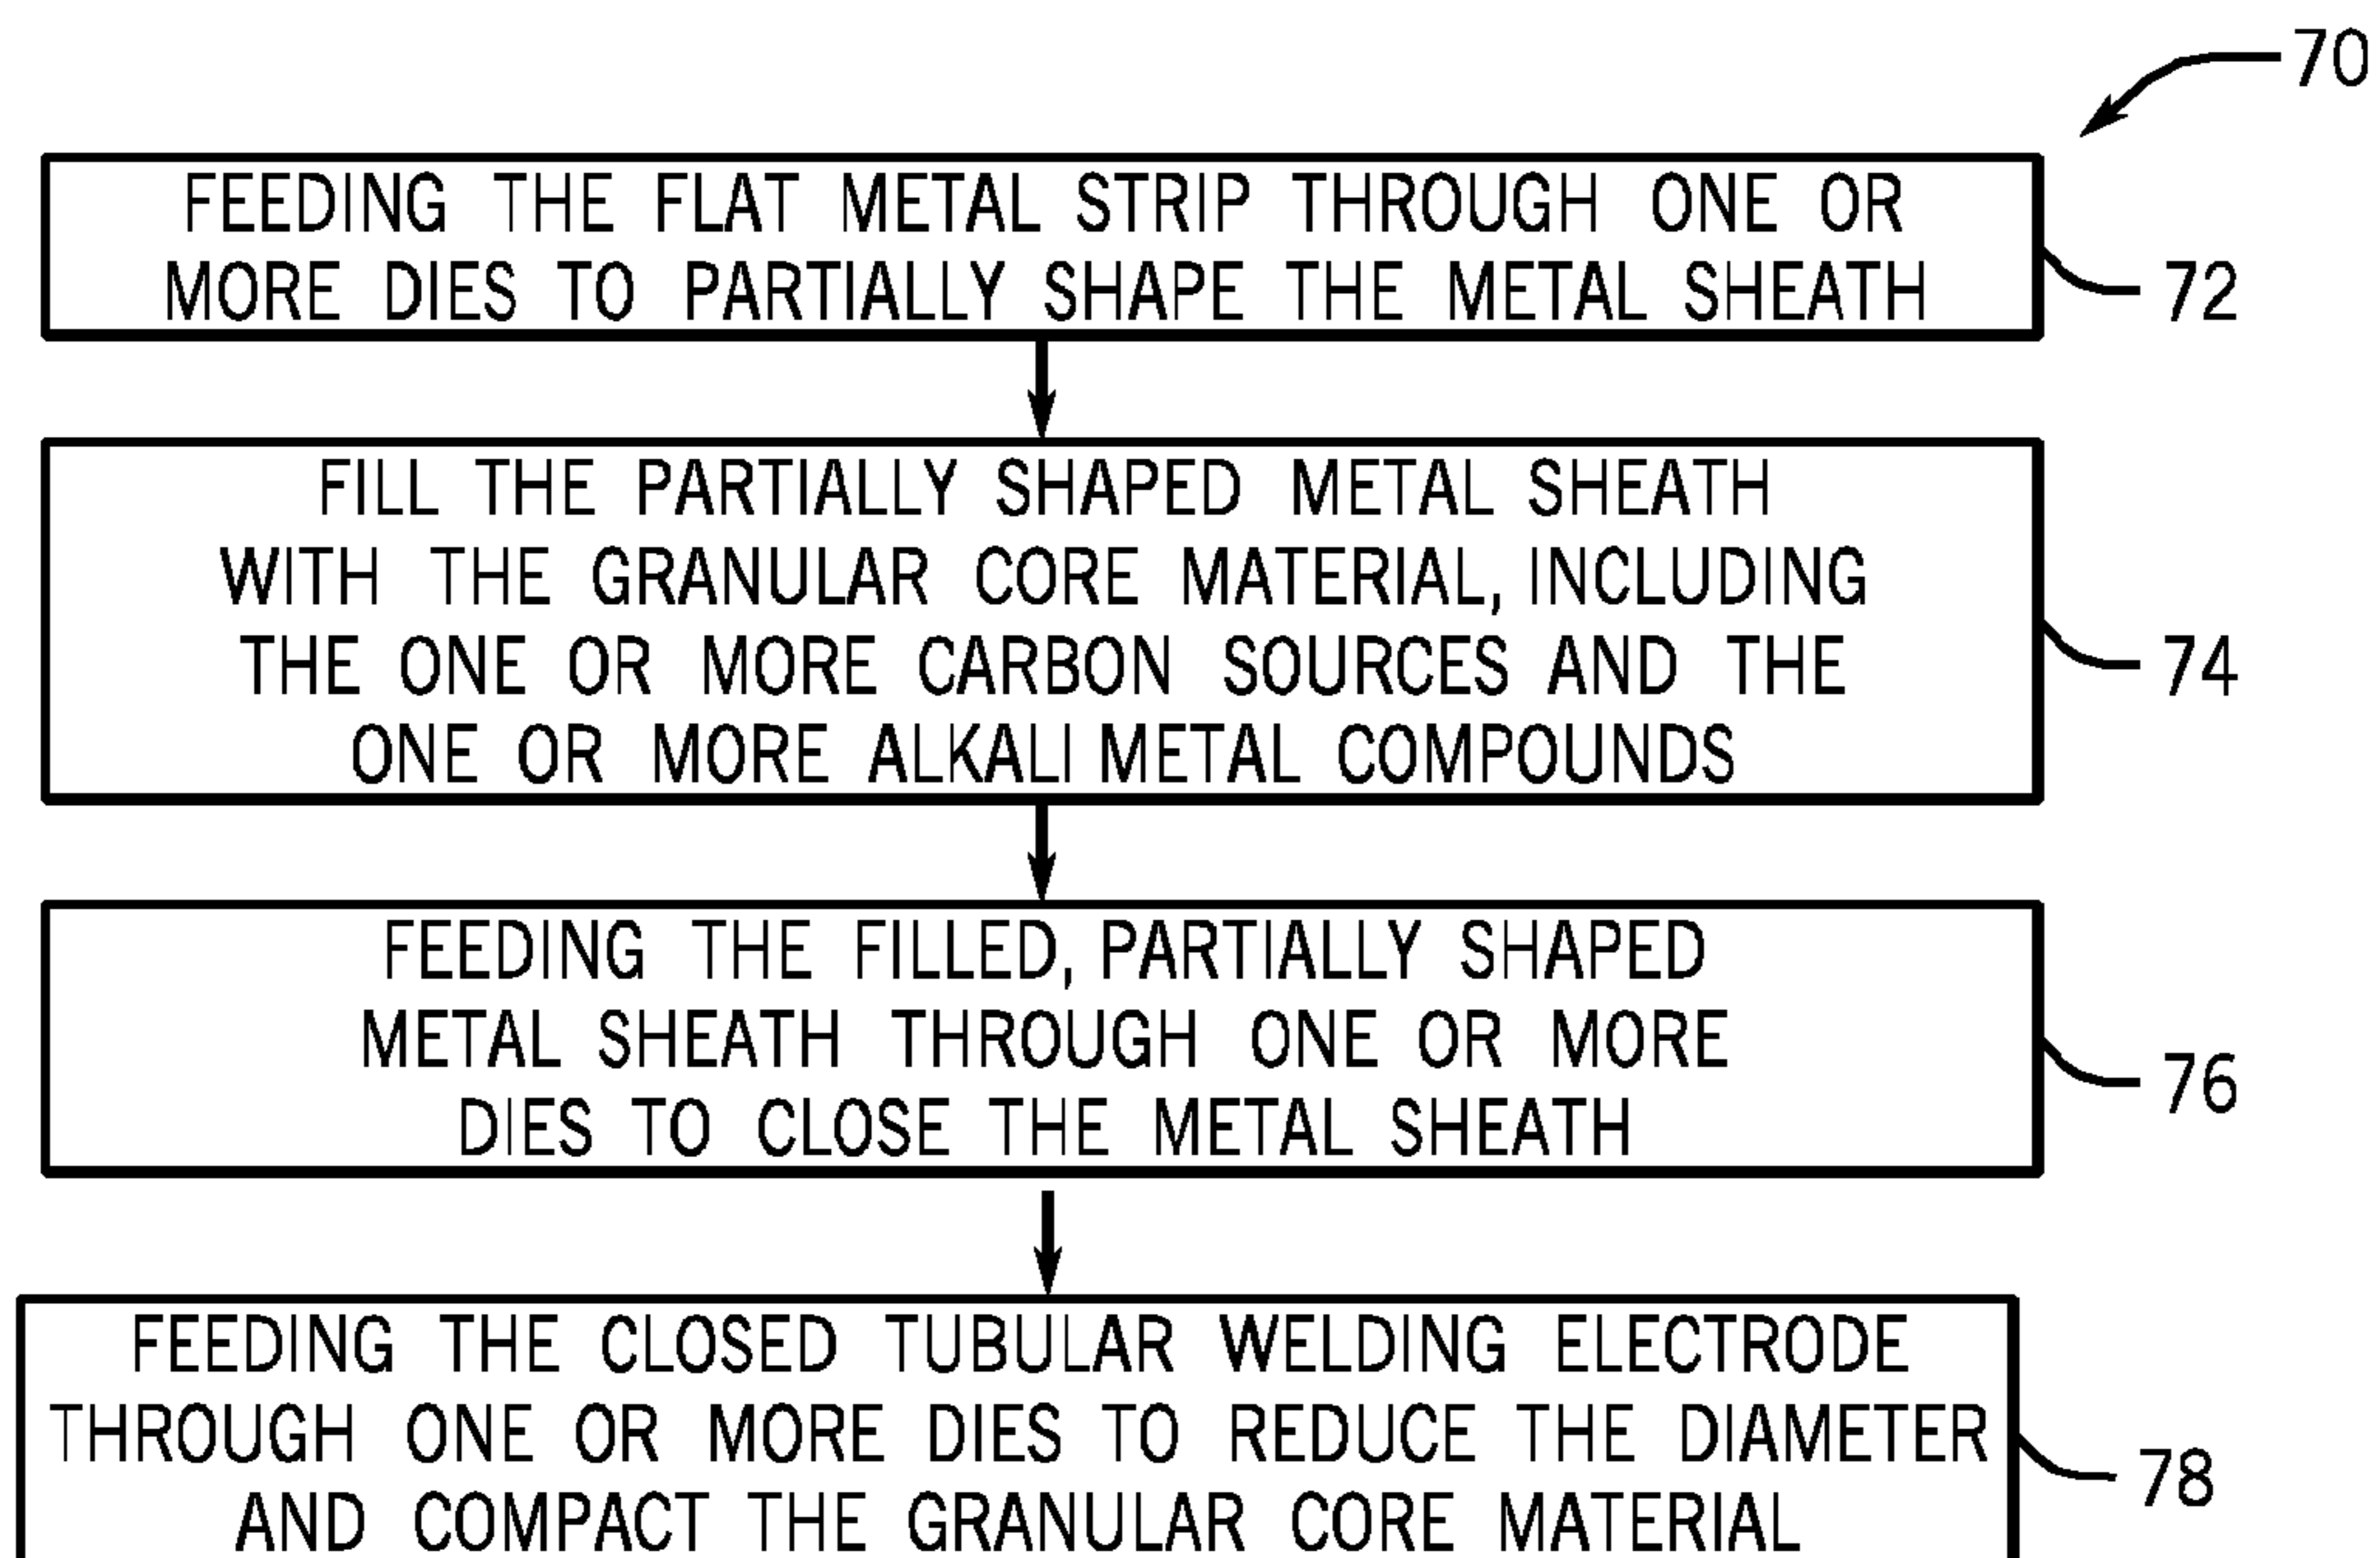 70
FEEDING THE FLAT METAL STRIP THROUGH ONE OR
MORE DIES TO PARTIALLY SHAPE THE METAL SHEATH
72
FILL THE PARTIALLY SHAPED METAL SHEATH
WITH THE GRANULAR CORE MATERIAL, INCLUDING
THE ONE OR MORE CARBON SOURCES AND THE
ONE OR MORE ALKALI METAL COMPOUNDS
74
FEEDING THE FILLED, PARTIALLY SHAPED
METAL SHEATH THROUGH ONE OR MORE
DIES TO CLOSE THE METAL SHEATH
76
FEEDING THE CLOSED TUBULAR WELDING ELECTRODE
THROUGH ONE OR MORE DIES TO REDUCE THE DIAMETER
AND COMPACT THE GRANULAR CORE MATERIAL
78